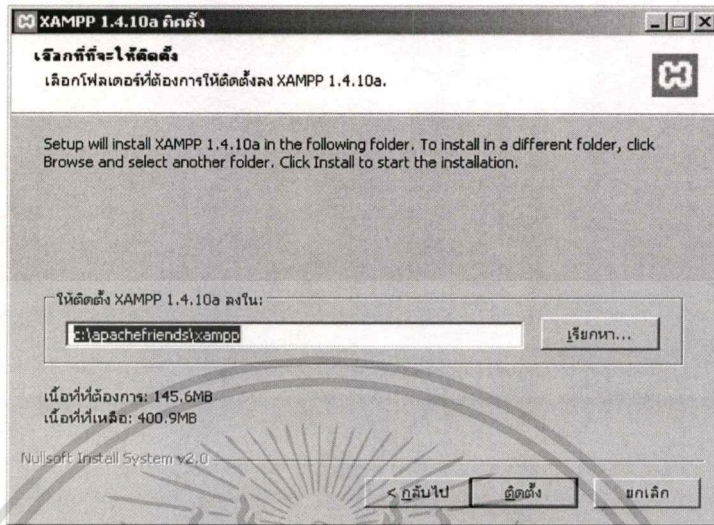 XAMPP 1.4.10a ติดตั้ง
เลือกที่ที่จะให้ติดตั้ง
เลือกโฟลเดอร์ที่ต้องการให้ติดตั้งลง XAMPP 1.4.10a.
Setup will install XAMPP 1.4.10a in the following folder. To install in a different folder, click
Browse and select another folder. Click Install to start the installation.
ให้ติดตั้ง XAMPP 1.4.10a ลงใน:
c:\apachefriends\xampp
เรียกหา...
เนื้อที่ที่ต้องการ: 145.6MB
เนื้อที่ที่เหลือ: 400.9MB
Nullsoft Install System v2.0
< กลับไป
ติดตั้ง
ยกเลิก